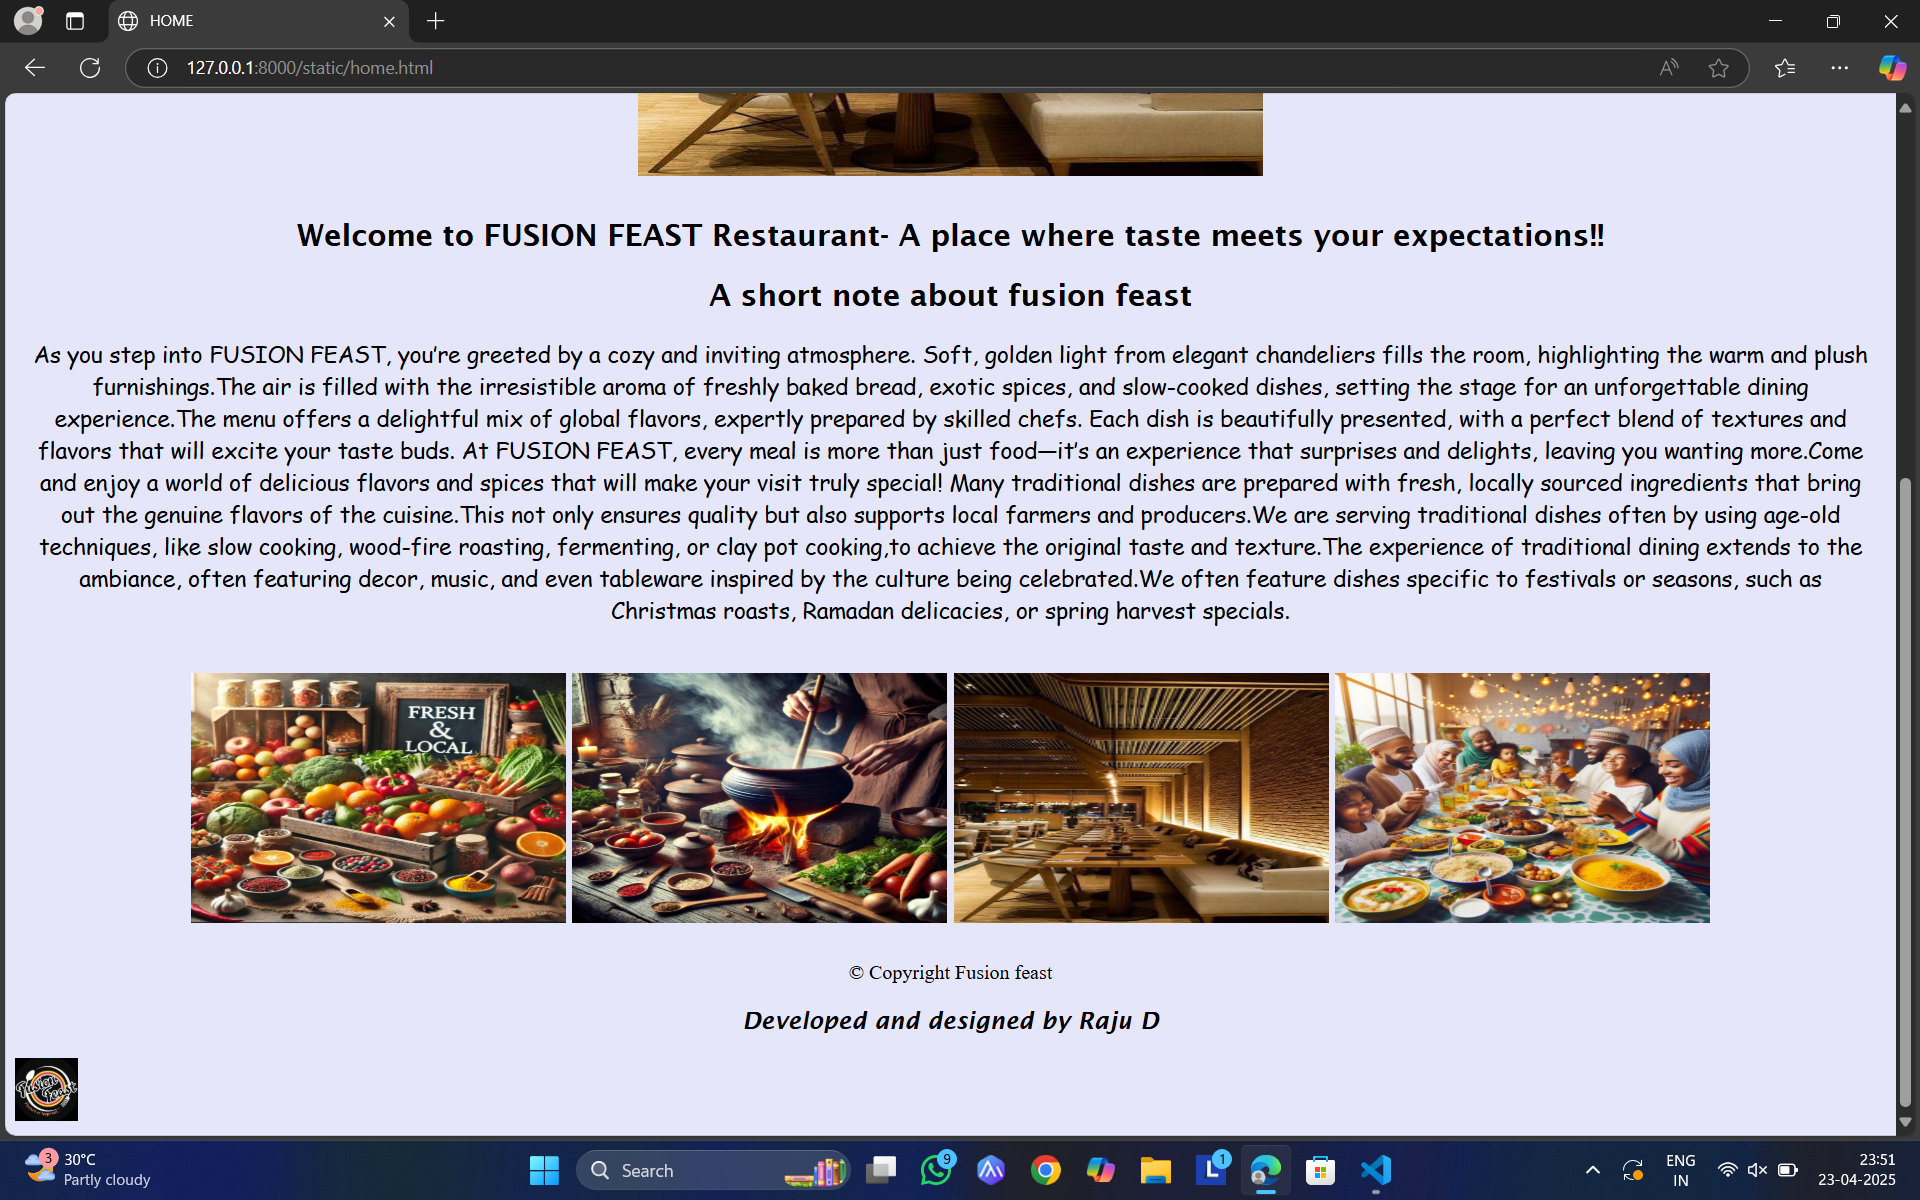 HOME
127.0.0.1:8000/static/home.html
Welcome to FUSION FEAST Restaurant- A place where taste meets your expectations!!
A short note about fusion feast
As you step into FUSION FEAST, you're greeted by a cozy and inviting atmosphere. Soft, golden light from elegant chandeliers fills the room, highlighting the warm and plush
furnishings.The air is filled with the irresistible aroma of freshly baked bread, exotic spices, and slow-cooked dishes, setting the stage for an unforgettable dining
experience.The menu offers a delightful mix of global flavors, expertly prepared by skilled chefs. Each dish is beautifully presented, with a perfect blend of textures and
flavors that will excite your taste buds. At FUSION FEAST, every meal is more than just food—it's an experience that surprises and delights, leaving you wanting more.Come
and enjoy a world of delicious flavors and spices that will make your visit truly special! Many traditional dishes are prepared with fresh, locally sourced ingredients that bring
out the genuine flavors of the cuisine.This not only ensures quality but also supports local farmers and producers.We are serving traditional dishes often by using age-old
techniques, like slow cooking, wood-fire roasting, fermenting, or clay pot cooking,to achieve the original taste and texture.The experience of traditional dining extends to the
ambiance, often featuring decor, music, and even tableware inspired by the culture being celebrated.We often feature dishes specific to festivals or seasons, such as
Christmas roasts, Ramadan delicacies, or spring harvest specials.
FRESH
&
LOCAL
© Copyright Fusion feast
Developed and designed by Raju D
Fusion
Feast
3
30°C
Partly cloudy
Search
9
L
1
ENG
IN
23:51
23-04-2025